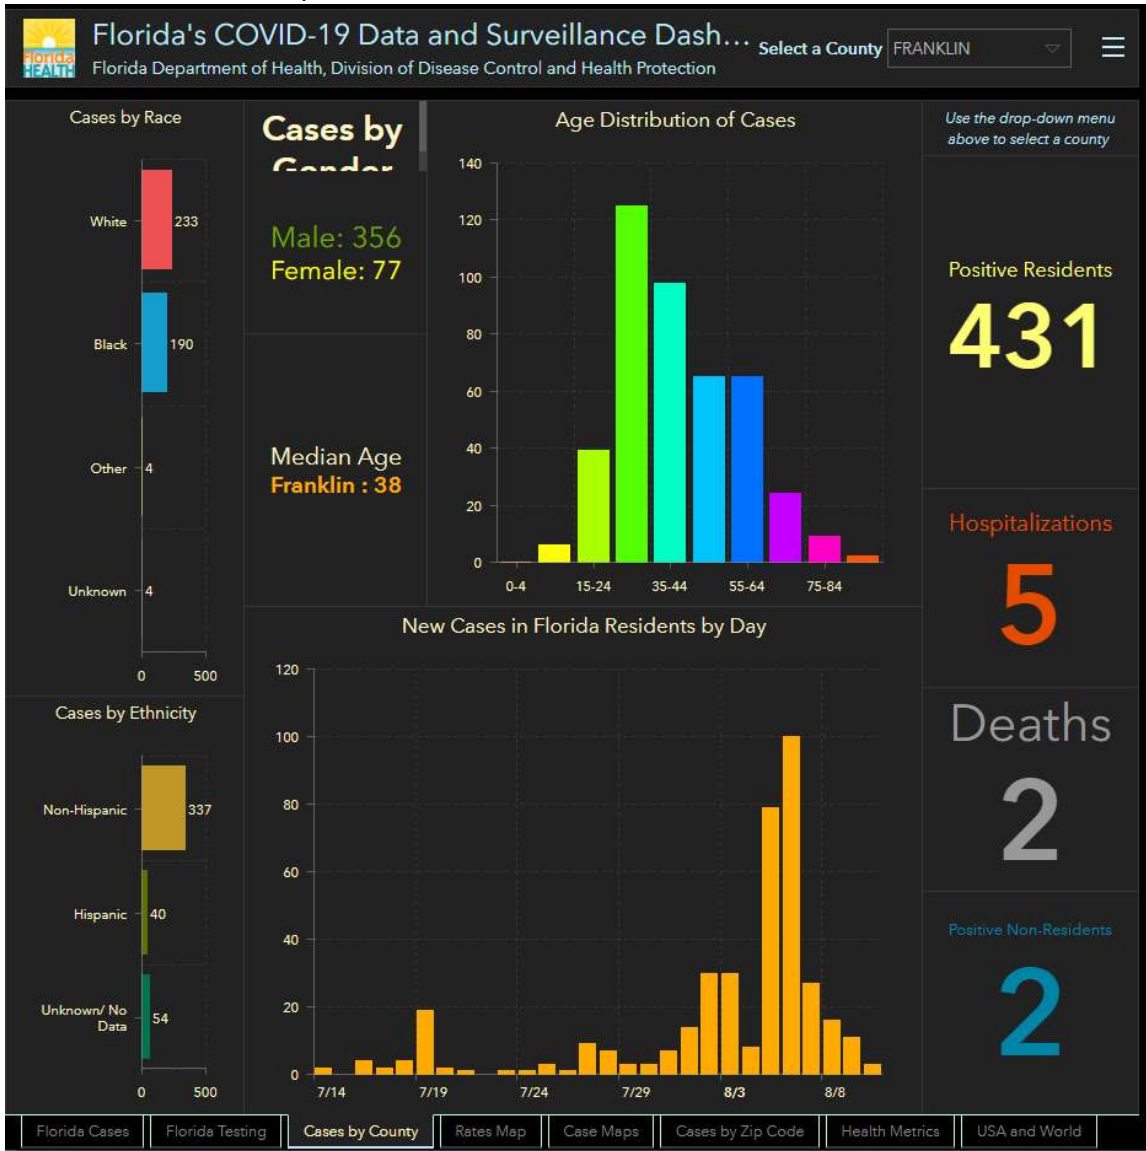 Florida's COVID-19 Data and Surveillance Dash...
Florida Department of Health, Division of Disease Control and Health Protection
Florida
HEALTH
Select a County FRANKLIN
Cases by Race
White
233
Black
190
Other
4
Unknown
4
0 500
Cases by Ethnicity
Non-Hispanic
337
Hispanic
40
Unknown/ No
Data
54
0 500
Cases by
Gender
Male: 356
Female: 77
Median Age
Franklin : 38
Age Distribution of Cases
140
120
100
80
60
40
20
0
0-4 15-24 35-44 55-64 75-84
New Cases in Florida Residents by Day
120
100
80
60
40
20
0
7/14 7/19 7/24 7/29 8/3 8/8
Use the drop-down menu
above to select a county
Positive Residents
431
Hospitalizations
5
Deaths
2
Positive Non-Residents
2
Florida Cases Florida Testing Cases by County Rates Map Case Maps Cases by Zip Code Health Metrics USA and World